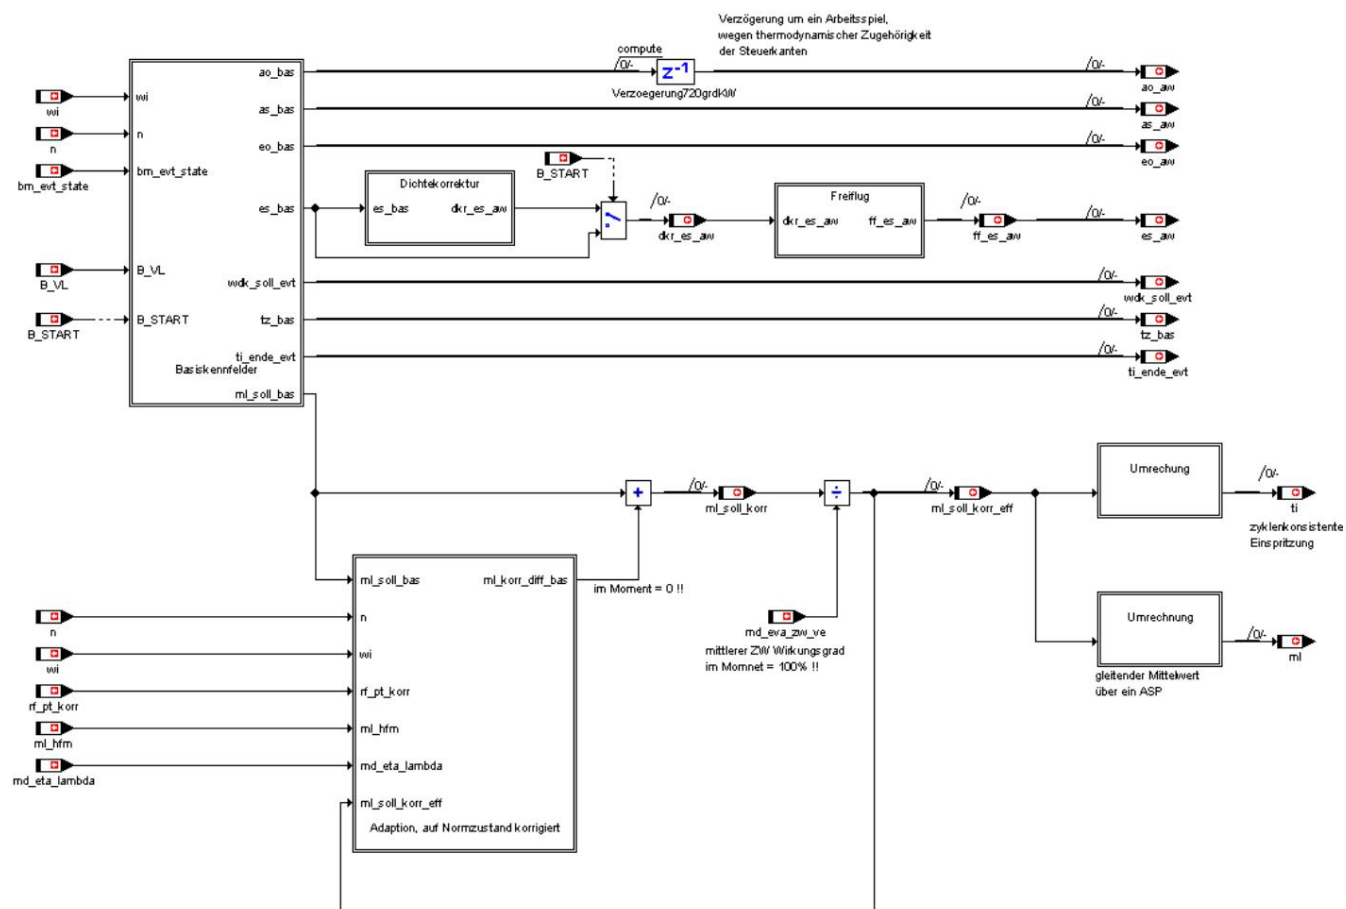 Verzögerung um ein Arbeitsspiel,
wegen thermodynamischer Zugehörigkeit
der Steuerkanten
compute
/0/-
z⁻¹
Verzoegerung720grdKW
ao_bas
/0/-
ao_aw
wi
wi
as_bas
/0/-
as_aw
n
n
eo_bas
/0/-
eo_aw
bm_evt_state
bm_evt_state
B_START
Dichtekorrektur
es_bas
es_bas
dkr_es_aw
/0/-
dkr_es_aw
Freiflug
dkr_es_aw
ff_es_aw
/0/-
ff_es_aw
es_aw
B_VL
B_VL
wdk_soll_evt
/0/-
wdk_soll_evt
B_START
B_START
tz_bas
/0/-
tz_bas
ti_ende_evt
/0/-
ti_ende_evt
Basiskennfelder
ml_soll_bas
+
/0/-
ml_soll_korr
÷
/0/-
ml_soll_korr_eff
Umrechung
/0/-
ti
zyklenkonsistente
Einspritzung
ml_soll_bas
ml_korr_diff_bas
im Moment = 0 !!
n
n
wi
wi
rf_pt_korr
rf_pt_korr
ml_hfm
ml_hfm
md_eta_lambda
md_eta_lambda
ml_soll_korr_eff
Adaption, auf Normzustand korrigiert
md_eva_zw_ve
mittlerer ZW Wirkungsgrad
im Momnet = 100% !!
Umrechnung
/0/-
ml
gleitender Mittelwert
über ein ASP